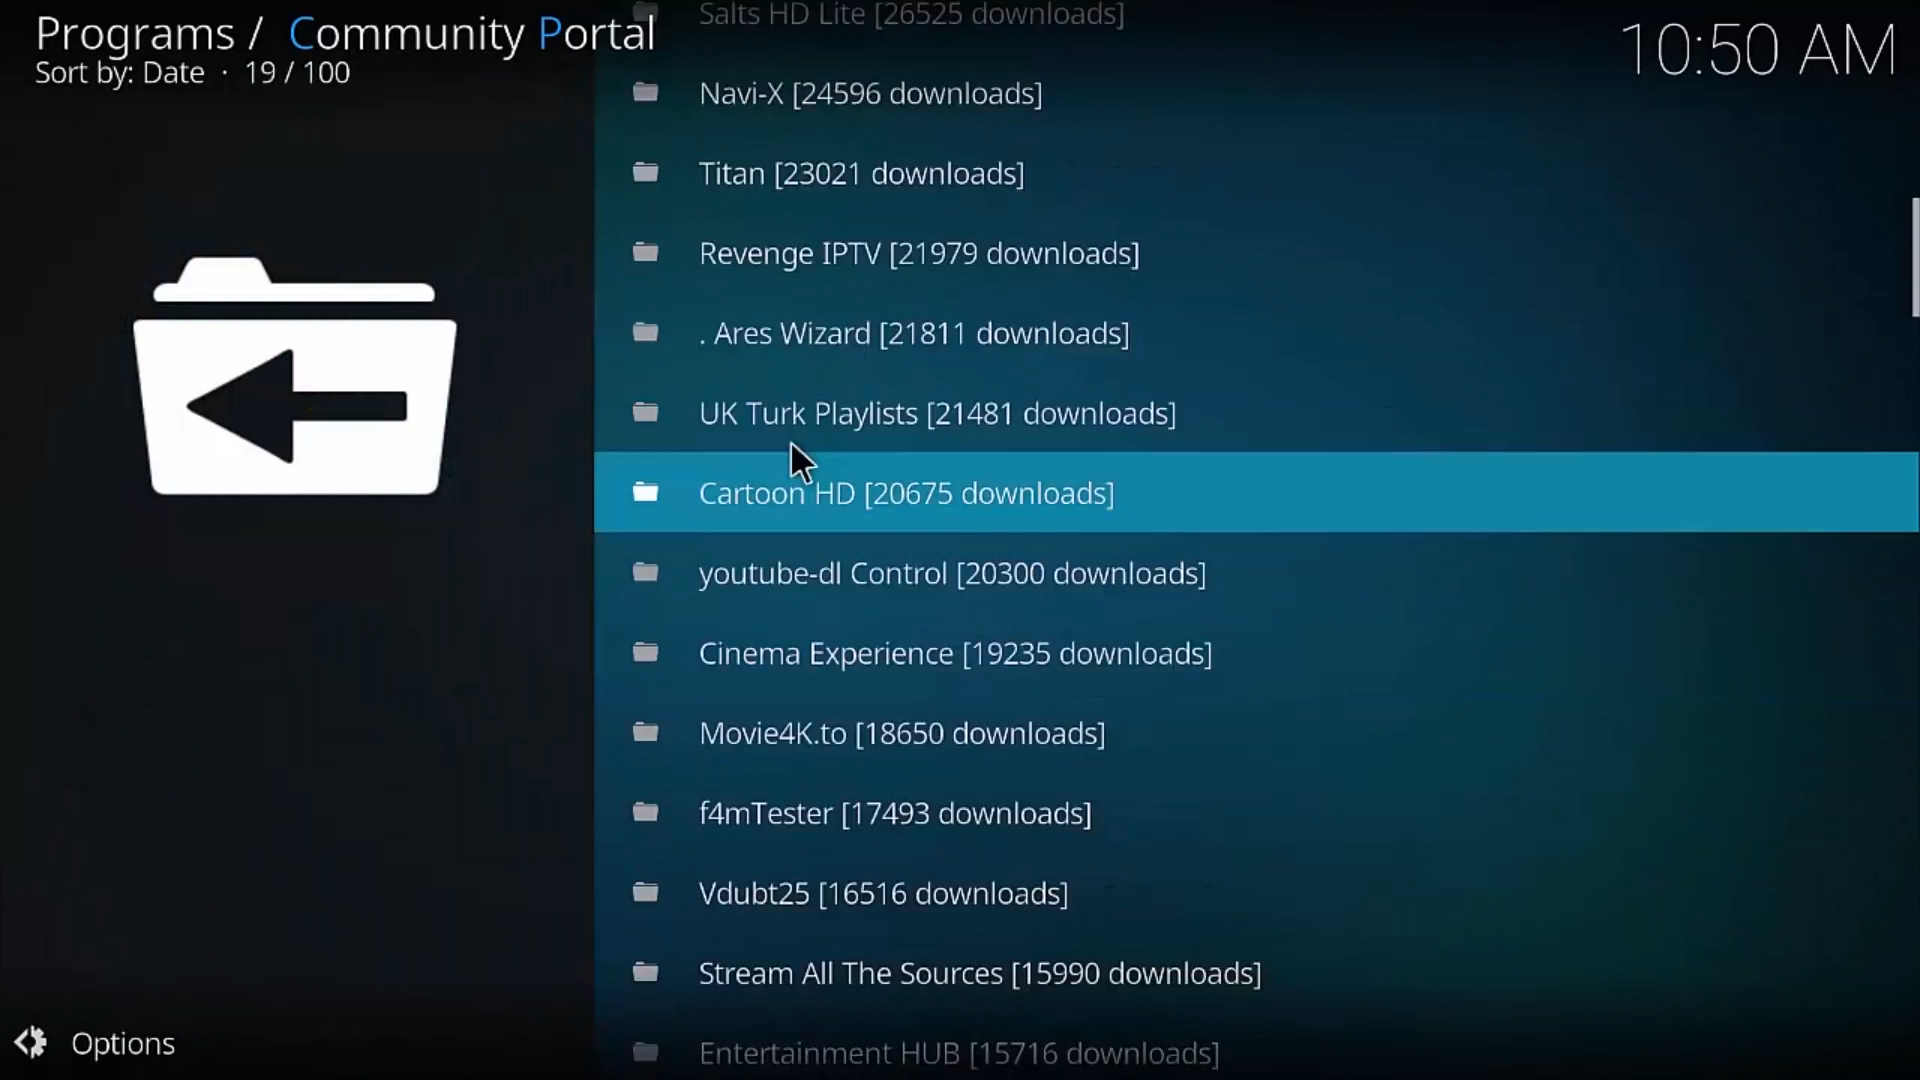 Programs / Community Portal
Sort by: Date · 19 / 100
10:50 AM
Salts HD Lite [26525 downloads]
Navi-X [24596 downloads]
Titan [23021 downloads]
Revenge IPTV [21979 downloads]
. Ares Wizard [21811 downloads]
UK Turk Playlists [21481 downloads]
Cartoon HD [20675 downloads]
youtube-dl Control [20300 downloads]
Cinema Experience [19235 downloads]
Movie4K.to [18650 downloads]
f4mTester [17493 downloads]
Vdubt25 [16516 downloads]
Stream All The Sources [15990 downloads]
Entertainment HUB [15716 downloads]
Options